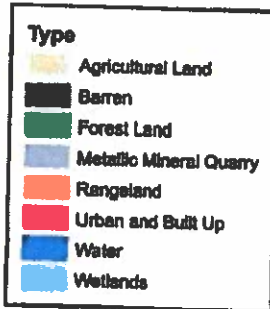 Type
Agricultural Land
Barren
Forest Land
Metallic Mineral Quarry
Rangeland
Urban and Built Up
Water
Wetlands